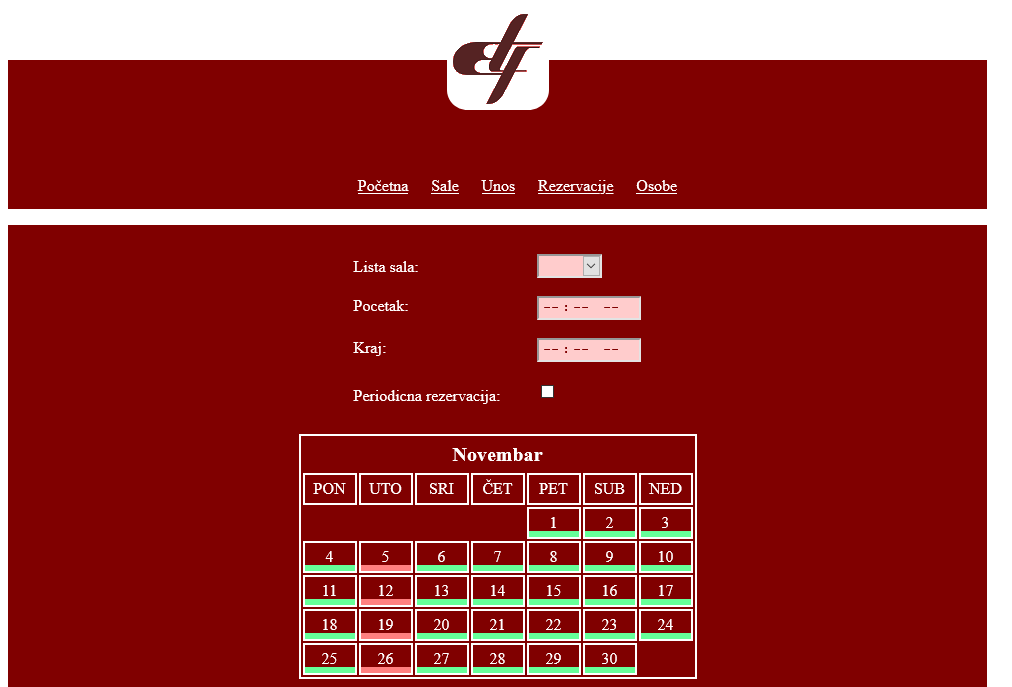 Početna Sale Unos Rezervacije Osobe
Lista sala:
Pocetak: -- : -- --
Kraj: -- : -- --
Periodicna rezervacija:
Novembar
PON UTO SRI ČET PET SUB NED
1 2 3
4 5 6 7 8 9 10
11 12 13 14 15 16 17
18 19 20 21 22 23 24
25 26 27 28 29 30